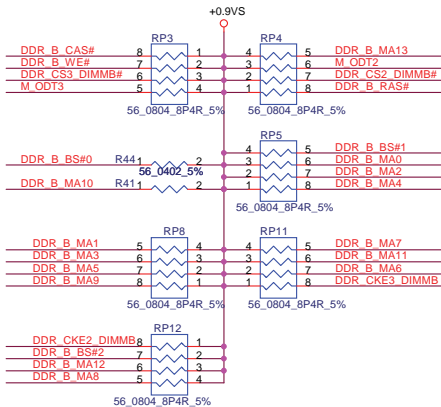 +0.9VS
RP3 RP4
DDR_B_CAS# 8 1 4 5 DDR_B_MA13
DDR_B_WE# 7 2 3 6 M_ODT2
DDR_CS3_DIMMB# 6 3 2 7 DDR_CS2_DIMMB#
M_ODT3 5 4 1 8 DDR_B_RAS#
56_0804_8P4R_5% 56_0804_8P4R_5%
RP5
4 5 DDR_B_BS#1
DDR_B_BS#0 R44 1 2 3 6 DDR_B_MA0
56_0402_5% 2 7 DDR_B_MA2
DDR_B_MA10 R41 1 2 1 8 DDR_B_MA4
56_0804_8P4R_5%
RP8 RP11
DDR_B_MA1 5 4 4 5 DDR_B_MA7
DDR_B_MA3 6 3 3 6 DDR_B_MA11
DDR_B_MA5 7 2 2 7 DDR_B_MA6
DDR_B_MA9 8 1 1 8 DDR_CKE3_DIMMB
56_0804_8P4R_5% 56_0804_8P4R_5%
RP12
DDR_CKE2_DIMMB 8 1
DDR_B_BS#2 7 2
DDR_B_MA12 6 3
DDR_B_MA8 5 4
56_0804_8P4R_5%